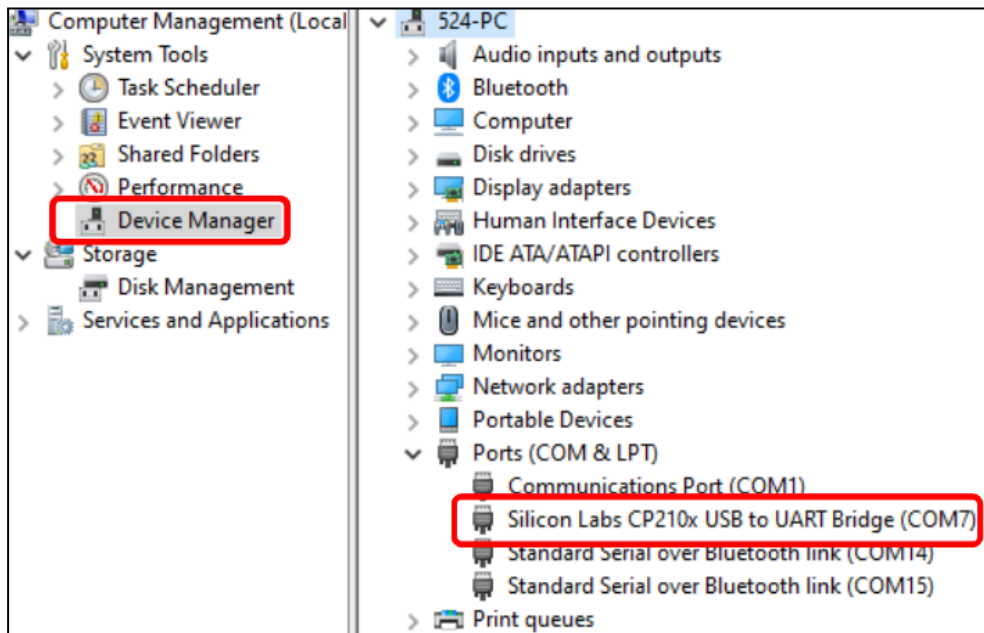 Computer Management (Local
System Tools
Task Scheduler
Event Viewer
Shared Folders
Performance
Device Manager
Storage
Disk Management
Services and Applications
524-PC
Audio inputs and outputs
Bluetooth
Computer
Disk drives
Display adapters
Human Interface Devices
IDE ATA/ATAPI controllers
Keyboards
Mice and other pointing devices
Monitors
Network adapters
Portable Devices
Ports (COM & LPT)
Communications Port (COM1)
Silicon Labs CP210x USB to UART Bridge (COM7)
Standard Serial over Bluetooth link (COM14)
Standard Serial over Bluetooth link (COM15)
Print queues